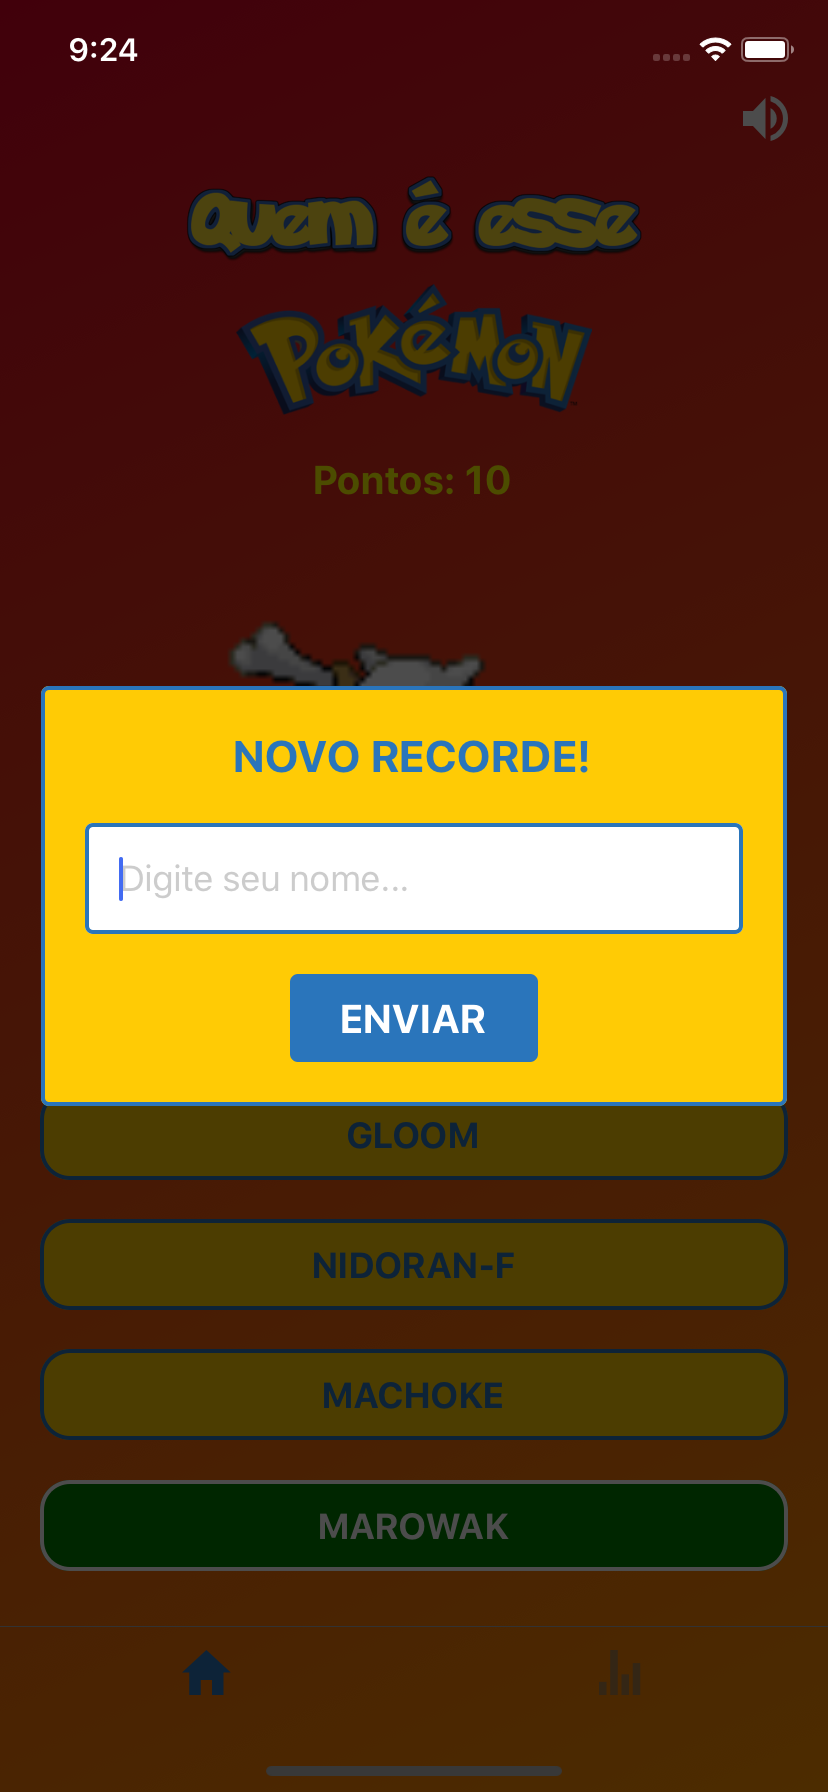 9:24
Quem é esse
POKéMON
Pontos: 10
NOVO RECORDE!
Digite seu nome...
ENVIAR
GLOOM
NIDORAN-F
MACHOKE
MAROWAK